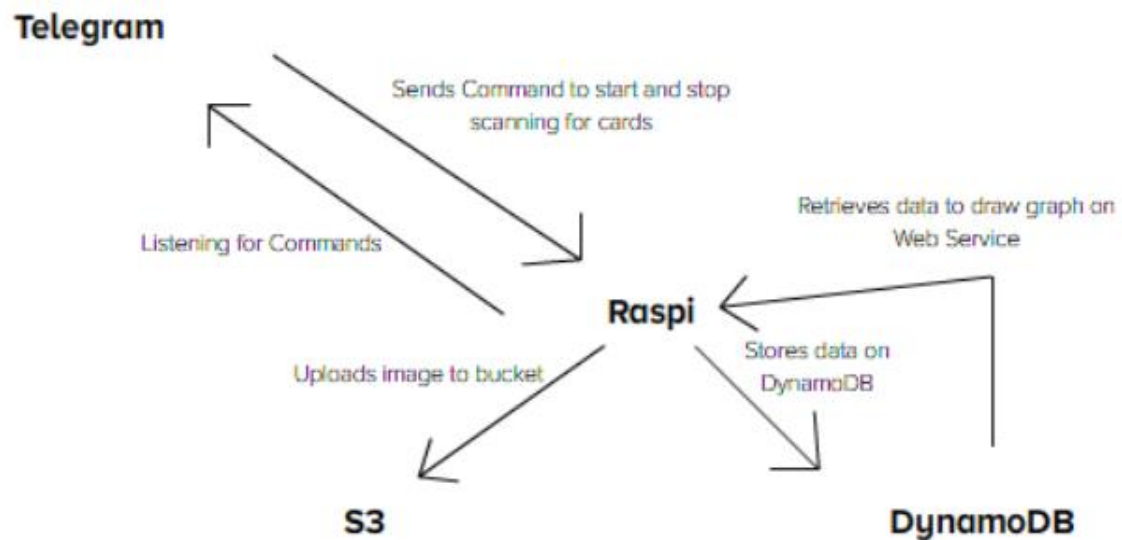 Telegram
Sends Command to start and stop
scanning for cards
Retrieves data to draw graph on
Web Service
Listening for Commands
Raspi
Stores data on
DynamoDB
Uploads image to bucket
S3
DynamoDB